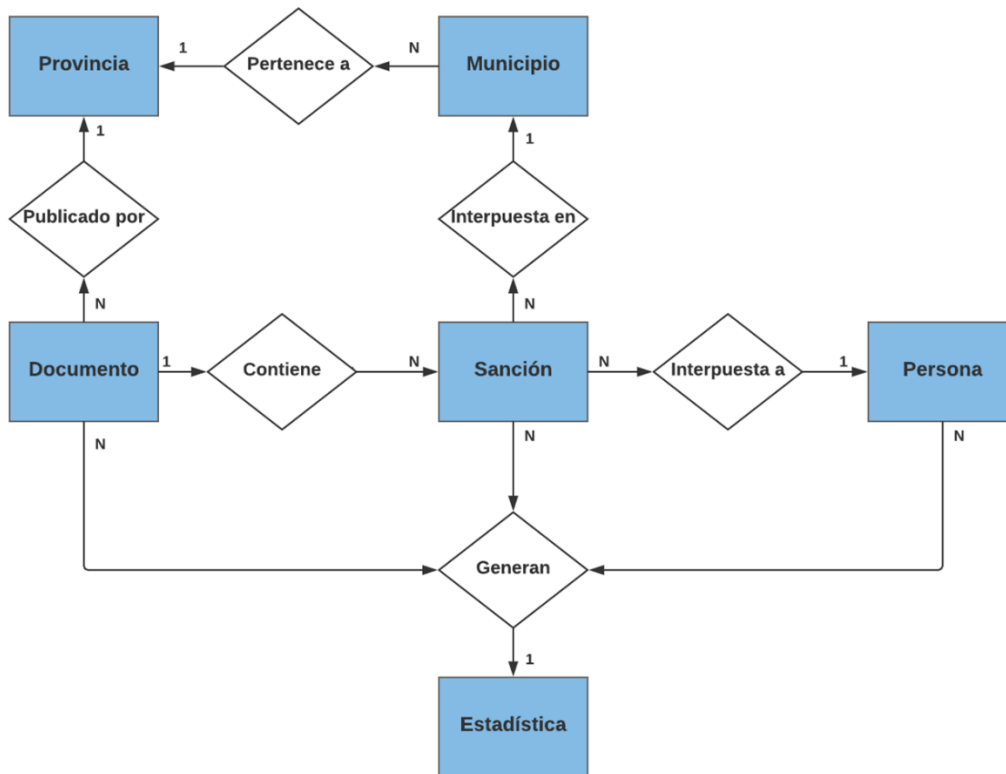 Provincia
1
Pertenece a
N
Municipio
1
1
Publicado por
Interpuesta en
N
N
Documento
1
Contiene
N
Sanción
N
Interpuesta a
1
Persona
N
N
N
Generan
1
Estadística